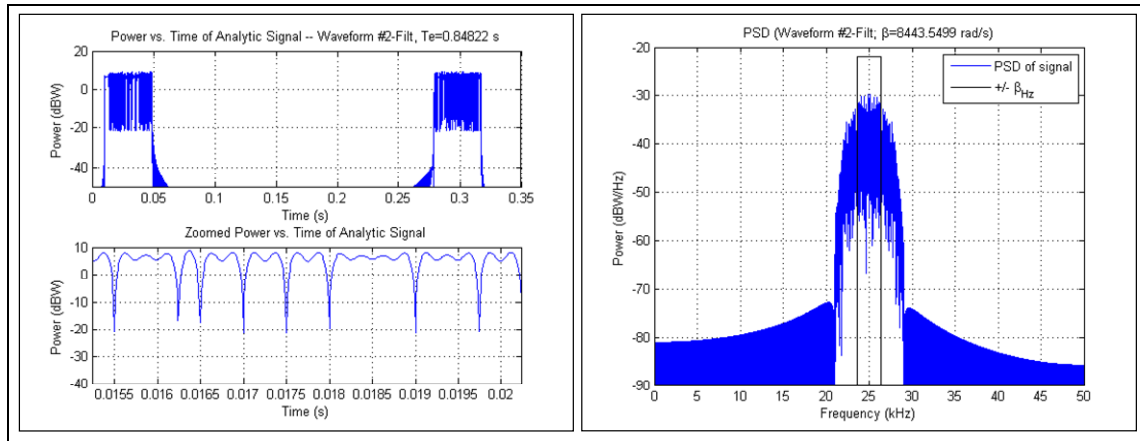 Power vs. Time of Analytic Signal -- Waveform #2-Filt, Te=0.84822 s
Power (dBW)
0
-20
-40
0 0.05 0.1 0.15 0.2 0.25 0.3 0.35
Time (s)
Zoomed Power vs. Time of Analytic Signal
Power (dBW)
10
0
-10
-20
-30
-40
0.0155 0.016 0.0165 0.017 0.0175 0.018 0.0185 0.019 0.0195 0.02
Time (s)
PSD (Waveform #2-Filt; β=8443.5499 rad/s)
PSD of signal
+/- βHz
Power (dBW/Hz)
-20
-30
-40
-50
-60
-70
-80
-90
0 5 10 15 20 25 30 35 40 45 50
Frequency (kHz)